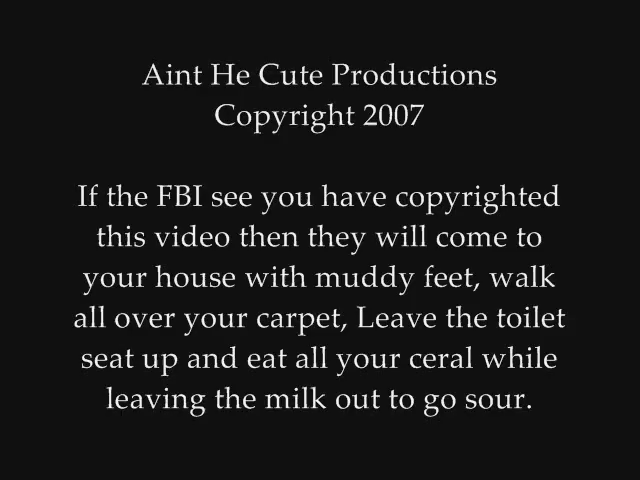 Aint He Cute Productions
Copyright 2007
If the FBI see you have copyrighted
this video then they will come to
your house with muddy feet, walk
all over your carpet, Leave the toilet
seat up and eat all your ceral while
leaving the milk out to go sour.